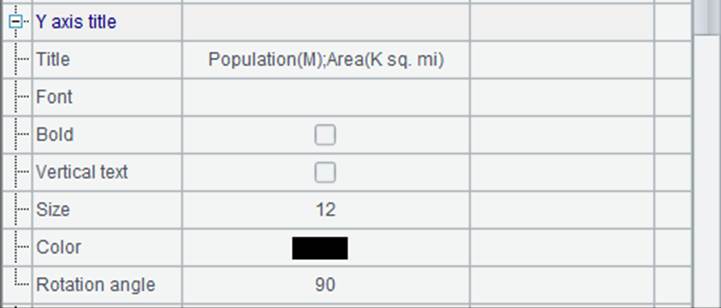 Y axis title
Title Population(M);Area(K sq. mi)
Font
Bold
Vertical text
Size 12
Color
Rotation angle 90